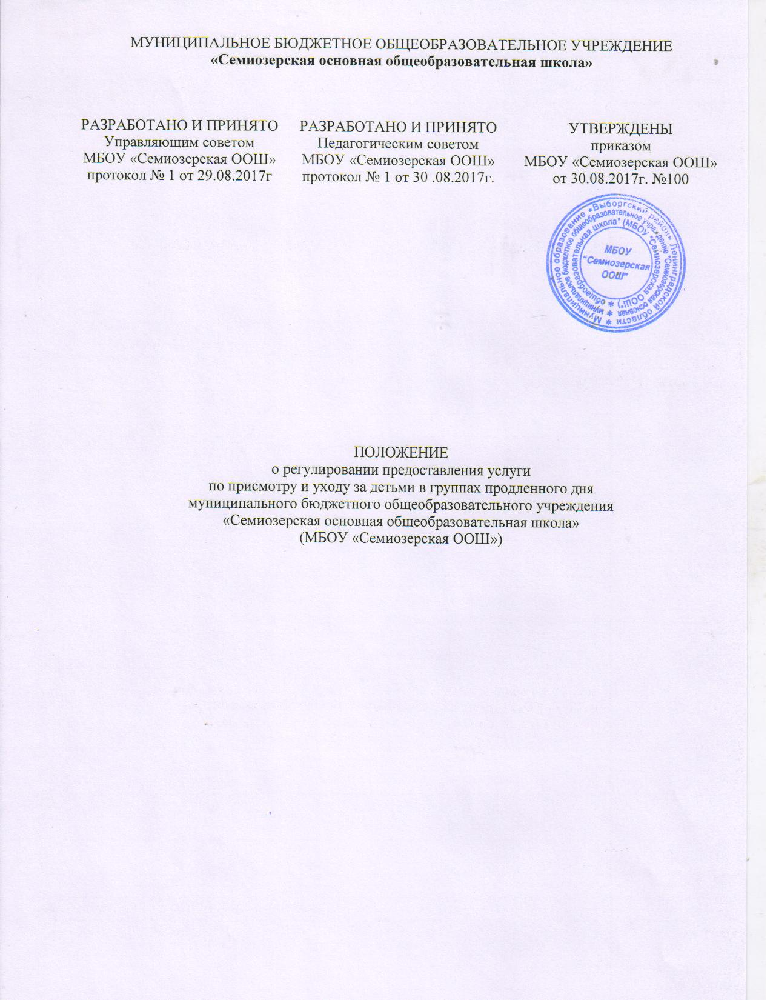 МУНИЦИПАЛЬНОЕ БЮДЖЕТНОЕ ОБЩЕОБРАЗОВАТЕЛЬНОЕ УЧРЕЖДЕНИЕ
«Семиозерская основная общеобразовательная школа»
РАЗРАБОТАНО И ПРИНЯТО
Управляющим советом
МБОУ «Семиозерская ООШ»
протокол № 1 от 29.08.2017г
РАЗРАБОТАНО И ПРИНЯТО
Педагогическим советом
МБОУ «Семиозерская ООШ»
протокол № 1 от 30 .08.2017г.
УТВЕРЖДЕНЫ
приказом
МБОУ «Семиозерская ООШ»
от 30.08.2017г. №100
* Муниципальное образование «Выборгский район» Ленинградской области
* муниципальное бюджетное общеобразовательное учреждение "Семиозерская основная
* общеобразовательная школа" (МБОУ "Семиозерская ООШ")
МБОУ
"Семиозерская
ООШ"
ПОЛОЖЕНИЕ
о регулировании предоставления услуги
по присмотру и уходу за детьми в группах продленного дня
муниципального бюджетного общеобразовательного учреждения
«Семиозерская основная общеобразовательная школа»
(МБОУ «Семиозерская ООШ»)